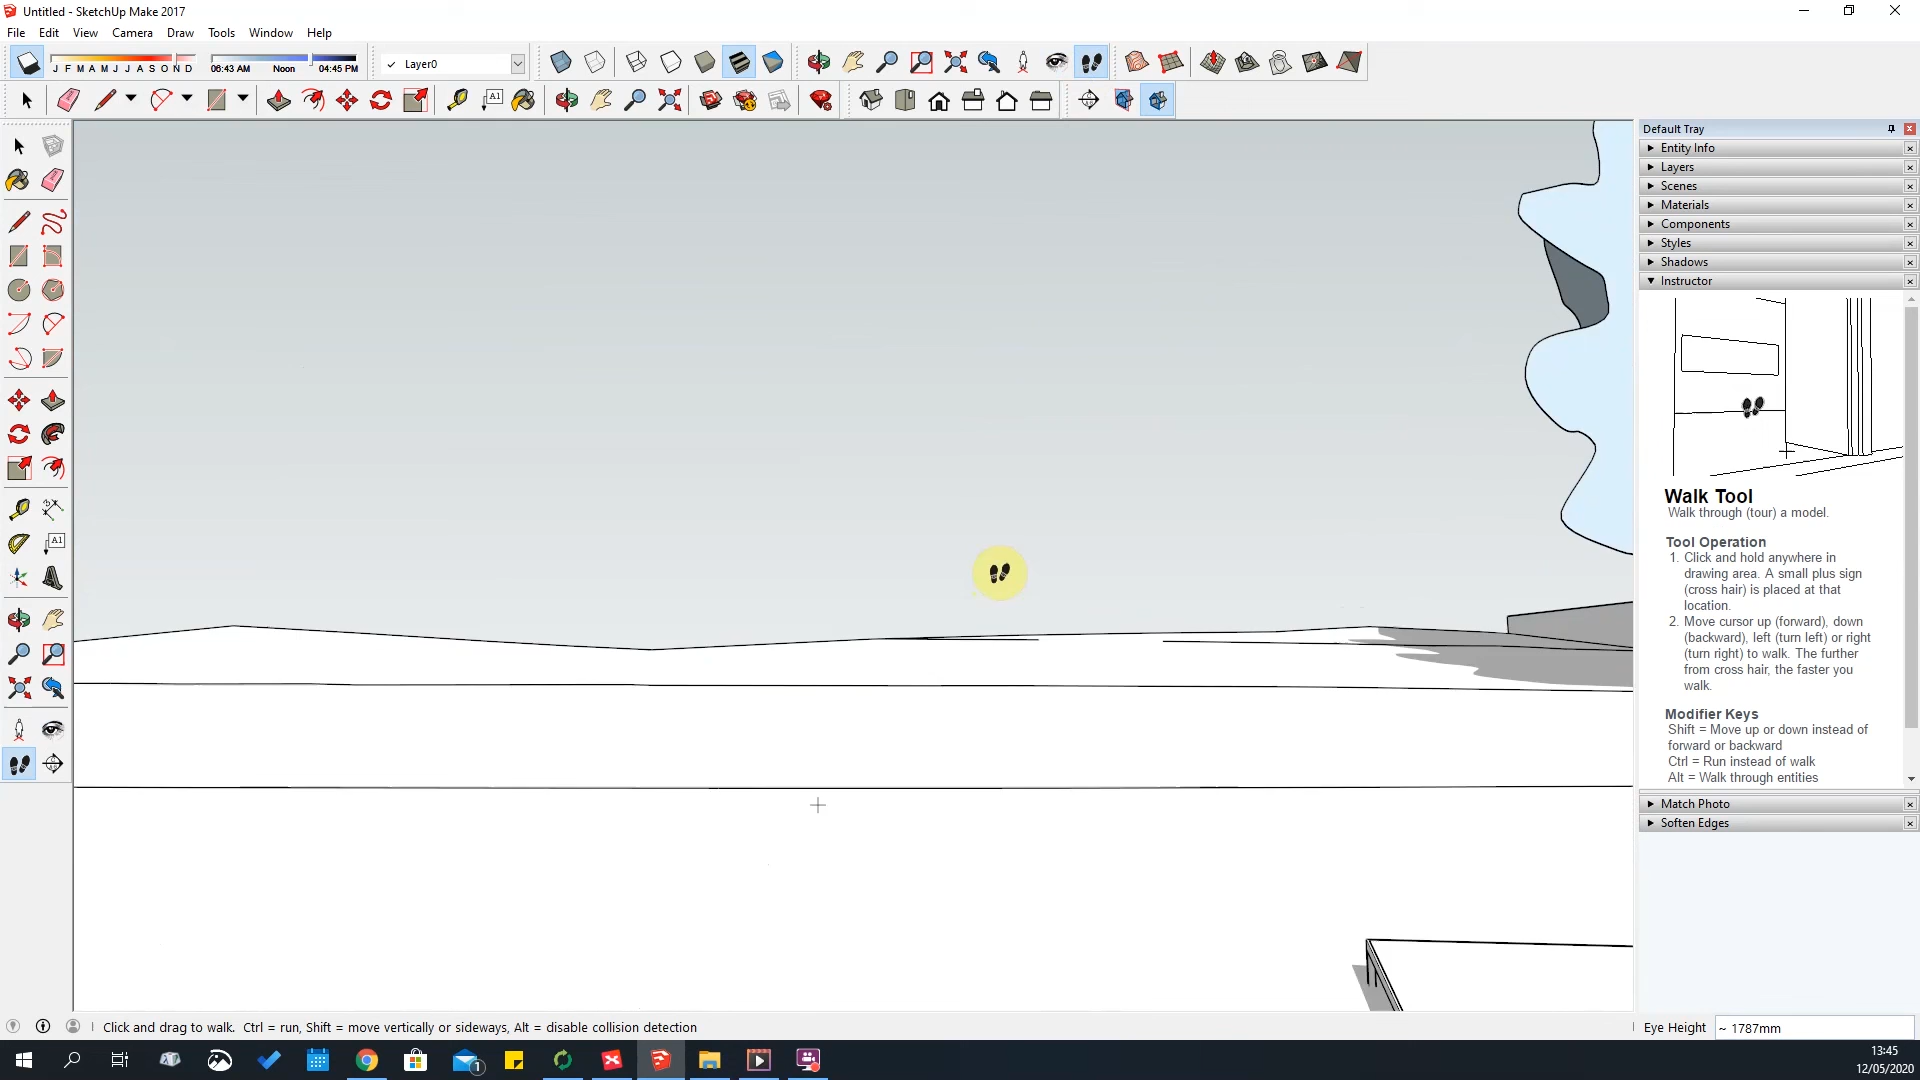 Untitled - SketchUp Make 2017
File Edit View Camera Draw Tools Window Help
J F M A M J J A S O N D
06:43 AM Noon 04:45 PM
Layer0
A1
Default Tray
Entity Info
Layers
Scenes
Materials
Components
Styles
Shadows
Instructor
A1
Walk Tool
Walk through (tour) a model.
Tool Operation
1. Click and hold anywhere in
drawing area. A small plus sign
(cross hair) is placed at that
location.
2. Move cursor up (forward), down
(backward), left (turn left) or right
(turn right) to walk. The further
from cross hair, the faster you
walk.
Modifier Keys
Shift = Move up or down instead of
forward or backward
Ctrl = Run instead of walk
Alt = Walk through entities
Match Photo
Soften Edges
Click and drag to walk. Ctrl = run, Shift = move vertically or sideways, Alt = disable collision detection
Eye Height ~ 1787mm
1
13:45
12/05/2020